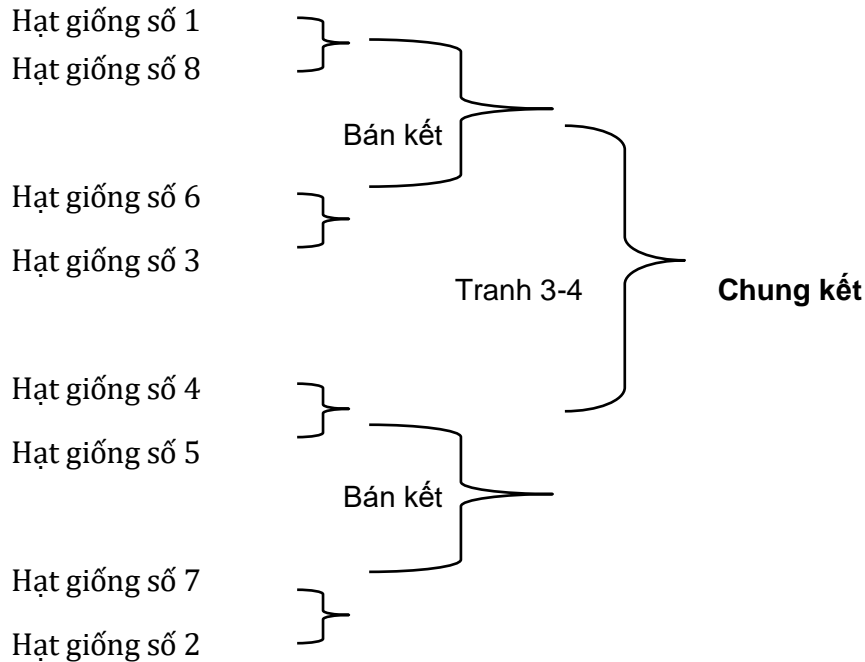 Hạt giống số 1
Hạt giống số 8
Bán kết
Hạt giống số 6
Hạt giống số 3
Tranh 3-4
Chung kết
Hạt giống số 4
Hạt giống số 5
Bán kết
Hạt giống số 7
Hạt giống số 2